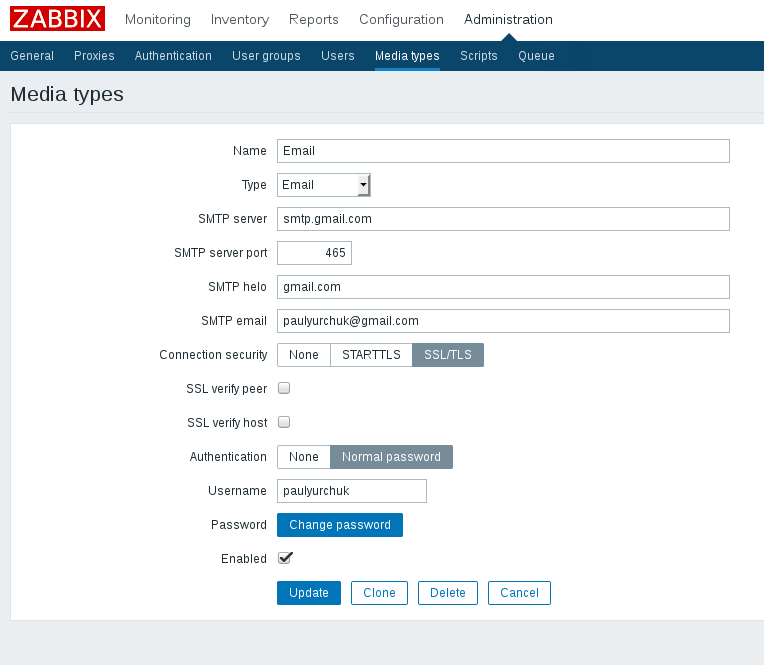 ZABBIX Monitoring Inventory Reports Configuration Administration
General Proxies Authentication User groups Users Media types Scripts Queue
Media types
Name Email
Type Email
SMTP server smtp.gmail.com
SMTP server port 465
SMTP helo gmail.com
SMTP email paulyurchuk@gmail.com
Connection security None STARTTLS SSL/TLS
SSL verify peer
SSL verify host
Authentication None Normal password
Username paulyurchuk
Password Change password
Enabled
Update Clone Delete Cancel